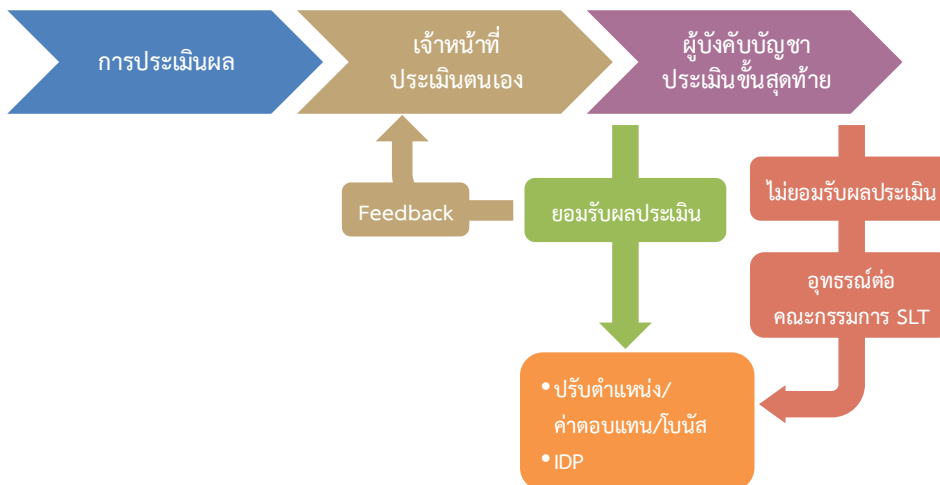 การประเมินผล
เจ้าหน้าที่
ประเมินตนเอง
ผู้บังคับบัญชา
ประเมินขั้นสุดท้าย
Feedback
ยอมรับผลประเมิน
ไม่ยอมรับผลประเมิน
อุทธรณ์ต่อ
คณะกรรมการ SLT
• ปรับตำแหน่ง/
ค่าตอบแทน/โบนัส
• IDP